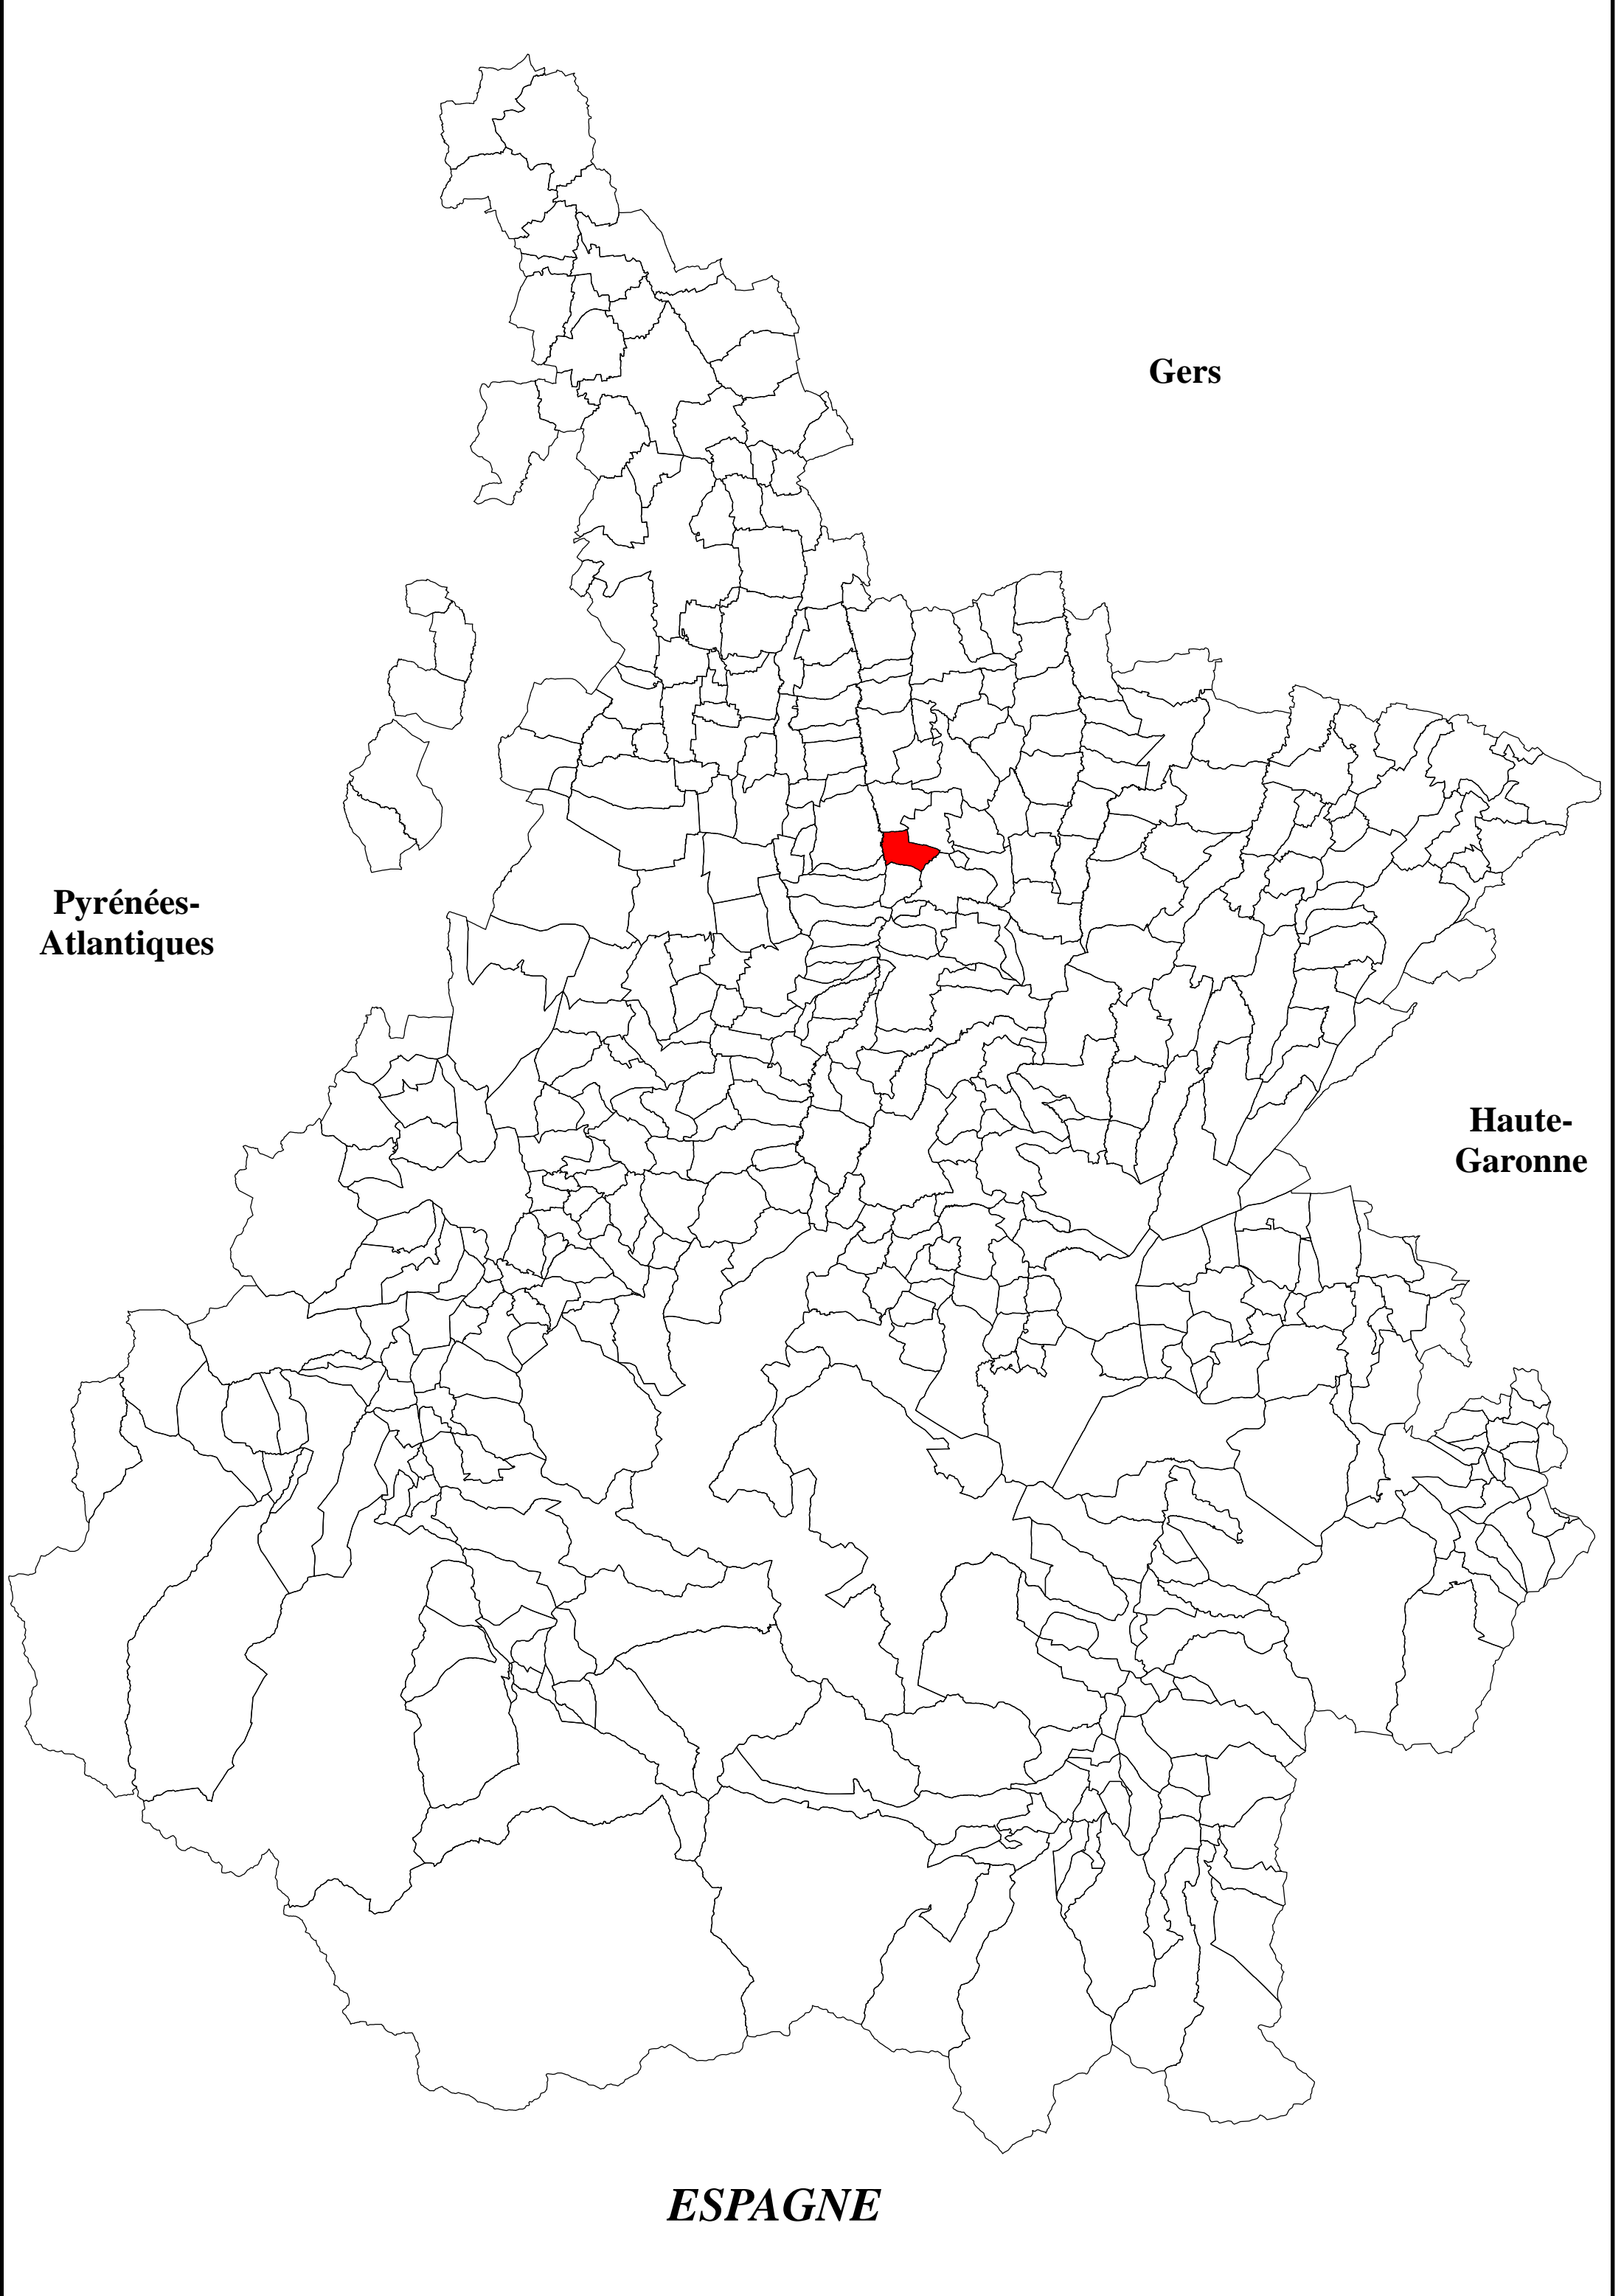 Gers
Pyrénées-
Atlantiques
Haute-
Garonne
ESPAGNE